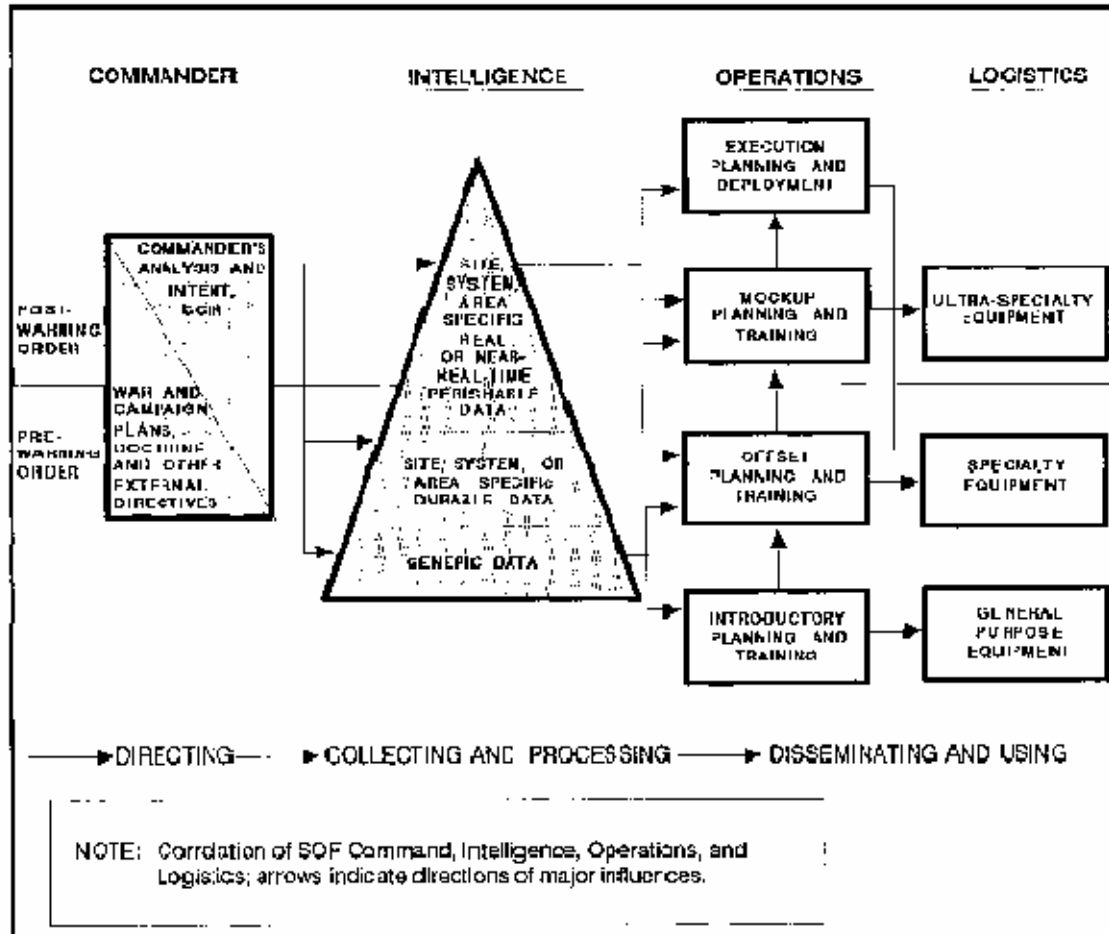 COMMANDER
INTELLIGENCE
OPERATIONS
LOGISTICS
POST-
WARNING
ORDER
PRE-
WARNING
ORDER
COMMANDER'S
ANALYSIS AND
INTENT,
CCIR
WAR AND
CAMPAIGN
PLANS,
DOCTRINE
AND OTHER
EXTERNAL
DIRECTIVES
SITE,
SYSTEM,
AREA
SPECIFIC
REAL
OR NEAR-
REAL-TIME
PERISHABLE
DATA
SITE, SYSTEM, OR
AREA SPECIFIC
DURABLE DATA
GENERIC DATA
EXECUTION
PLANNING AND
DEPLOYMENT
MOCKUP
PLANNING AND
TRAINING
OFFSET
PLANNING AND
TRAINING
INTRODUCTORY
PLANNING AND
TRAINING
ULTRA-SPECIALTY
EQUIPMENT
SPECIALTY
EQUIPMENT
GENERAL
PURPOSE
EQUIPMENT
DIRECTING
COLLECTING AND PROCESSING
DISSEMINATING AND USING
NOTE: Correlation of SOF Command, Intelligence, Operations, and
Logistics; arrows indicate directions of major influences.